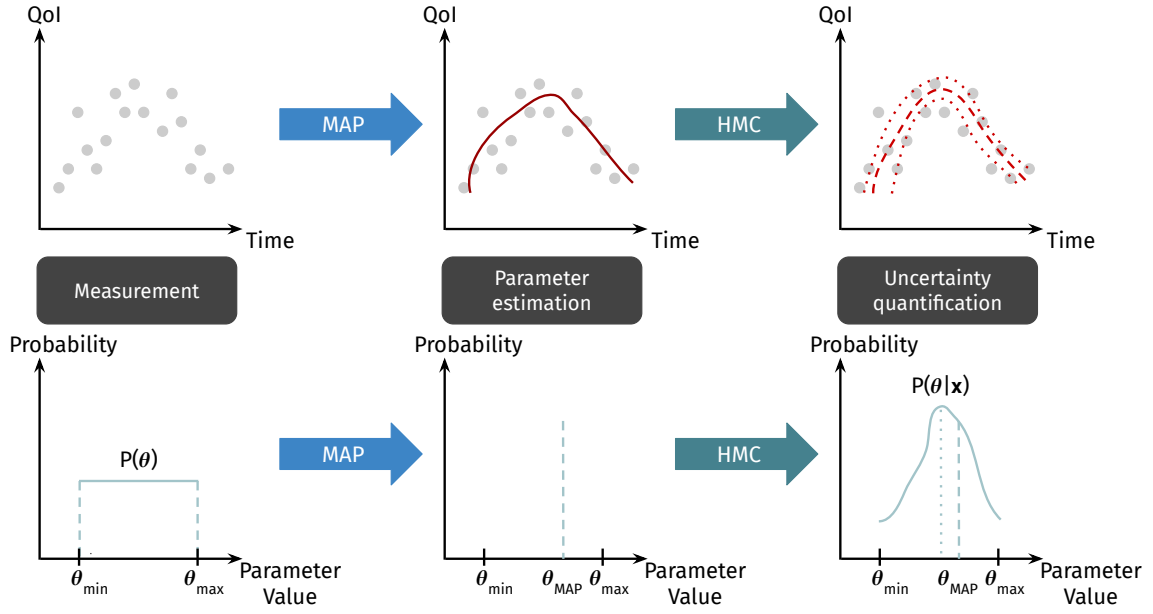 QoI
QoI
QoI
MAP
HMC
Time
Time
Time
Measurement
Parameter
estimation
Uncertainty
quantification
Probability
Probability
Probability
P(θ)
MAP
HMC
P(θ|x)
θmin
θmax
Parameter
Value
θmin
θMAP
θmax
Parameter
Value
θmin
θMAP
θmax
Parameter
Value